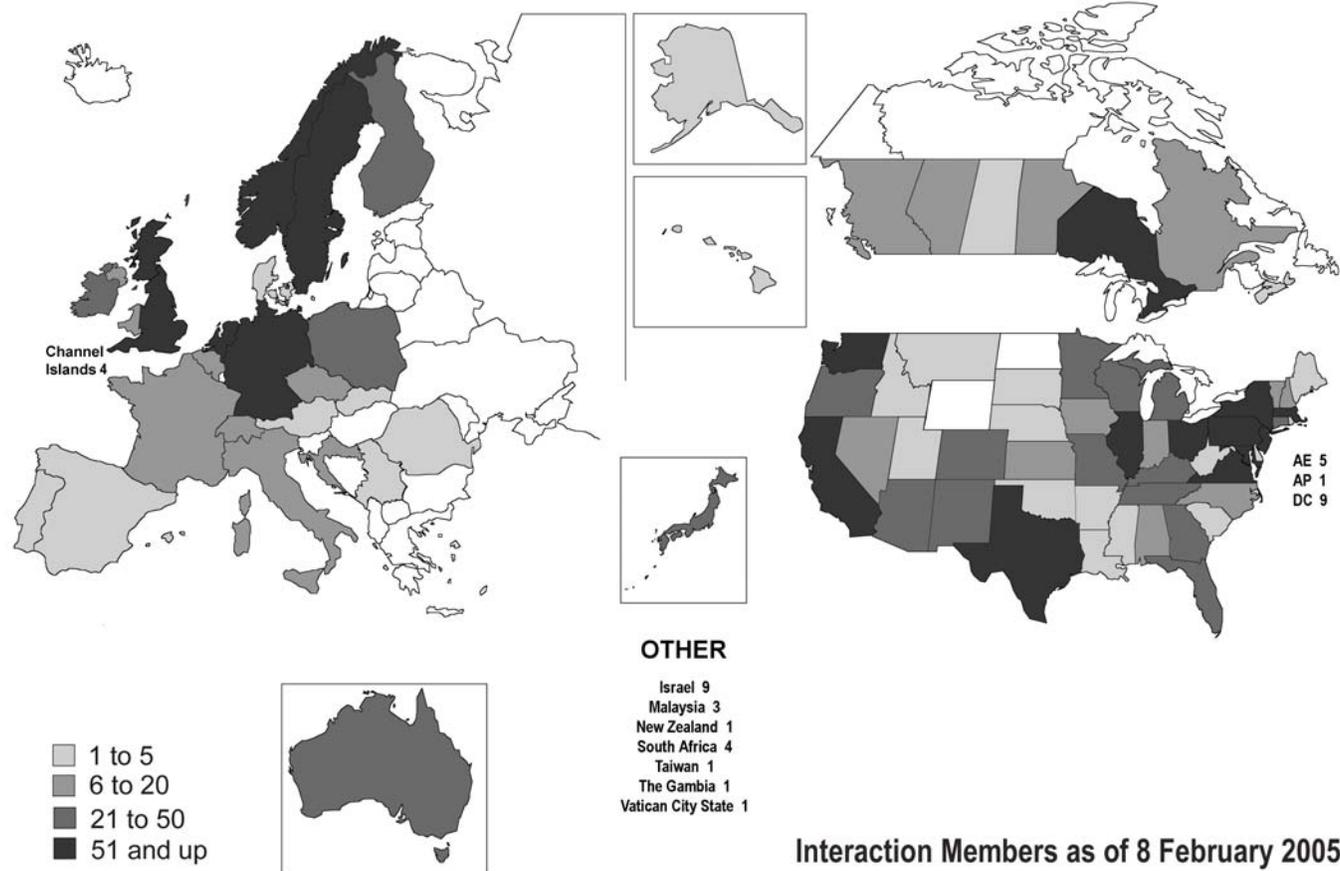 Channel
Islands 4
AE 5
AP 1
DC 9
OTHER
Israel 9
Malaysia 3
New Zealand 1
South Africa 4
Taiwan 1
The Gambia 1
Vatican City State 1
1 to 5
6 to 20
21 to 50
51 and up
Interaction Members as of 8 February 2005